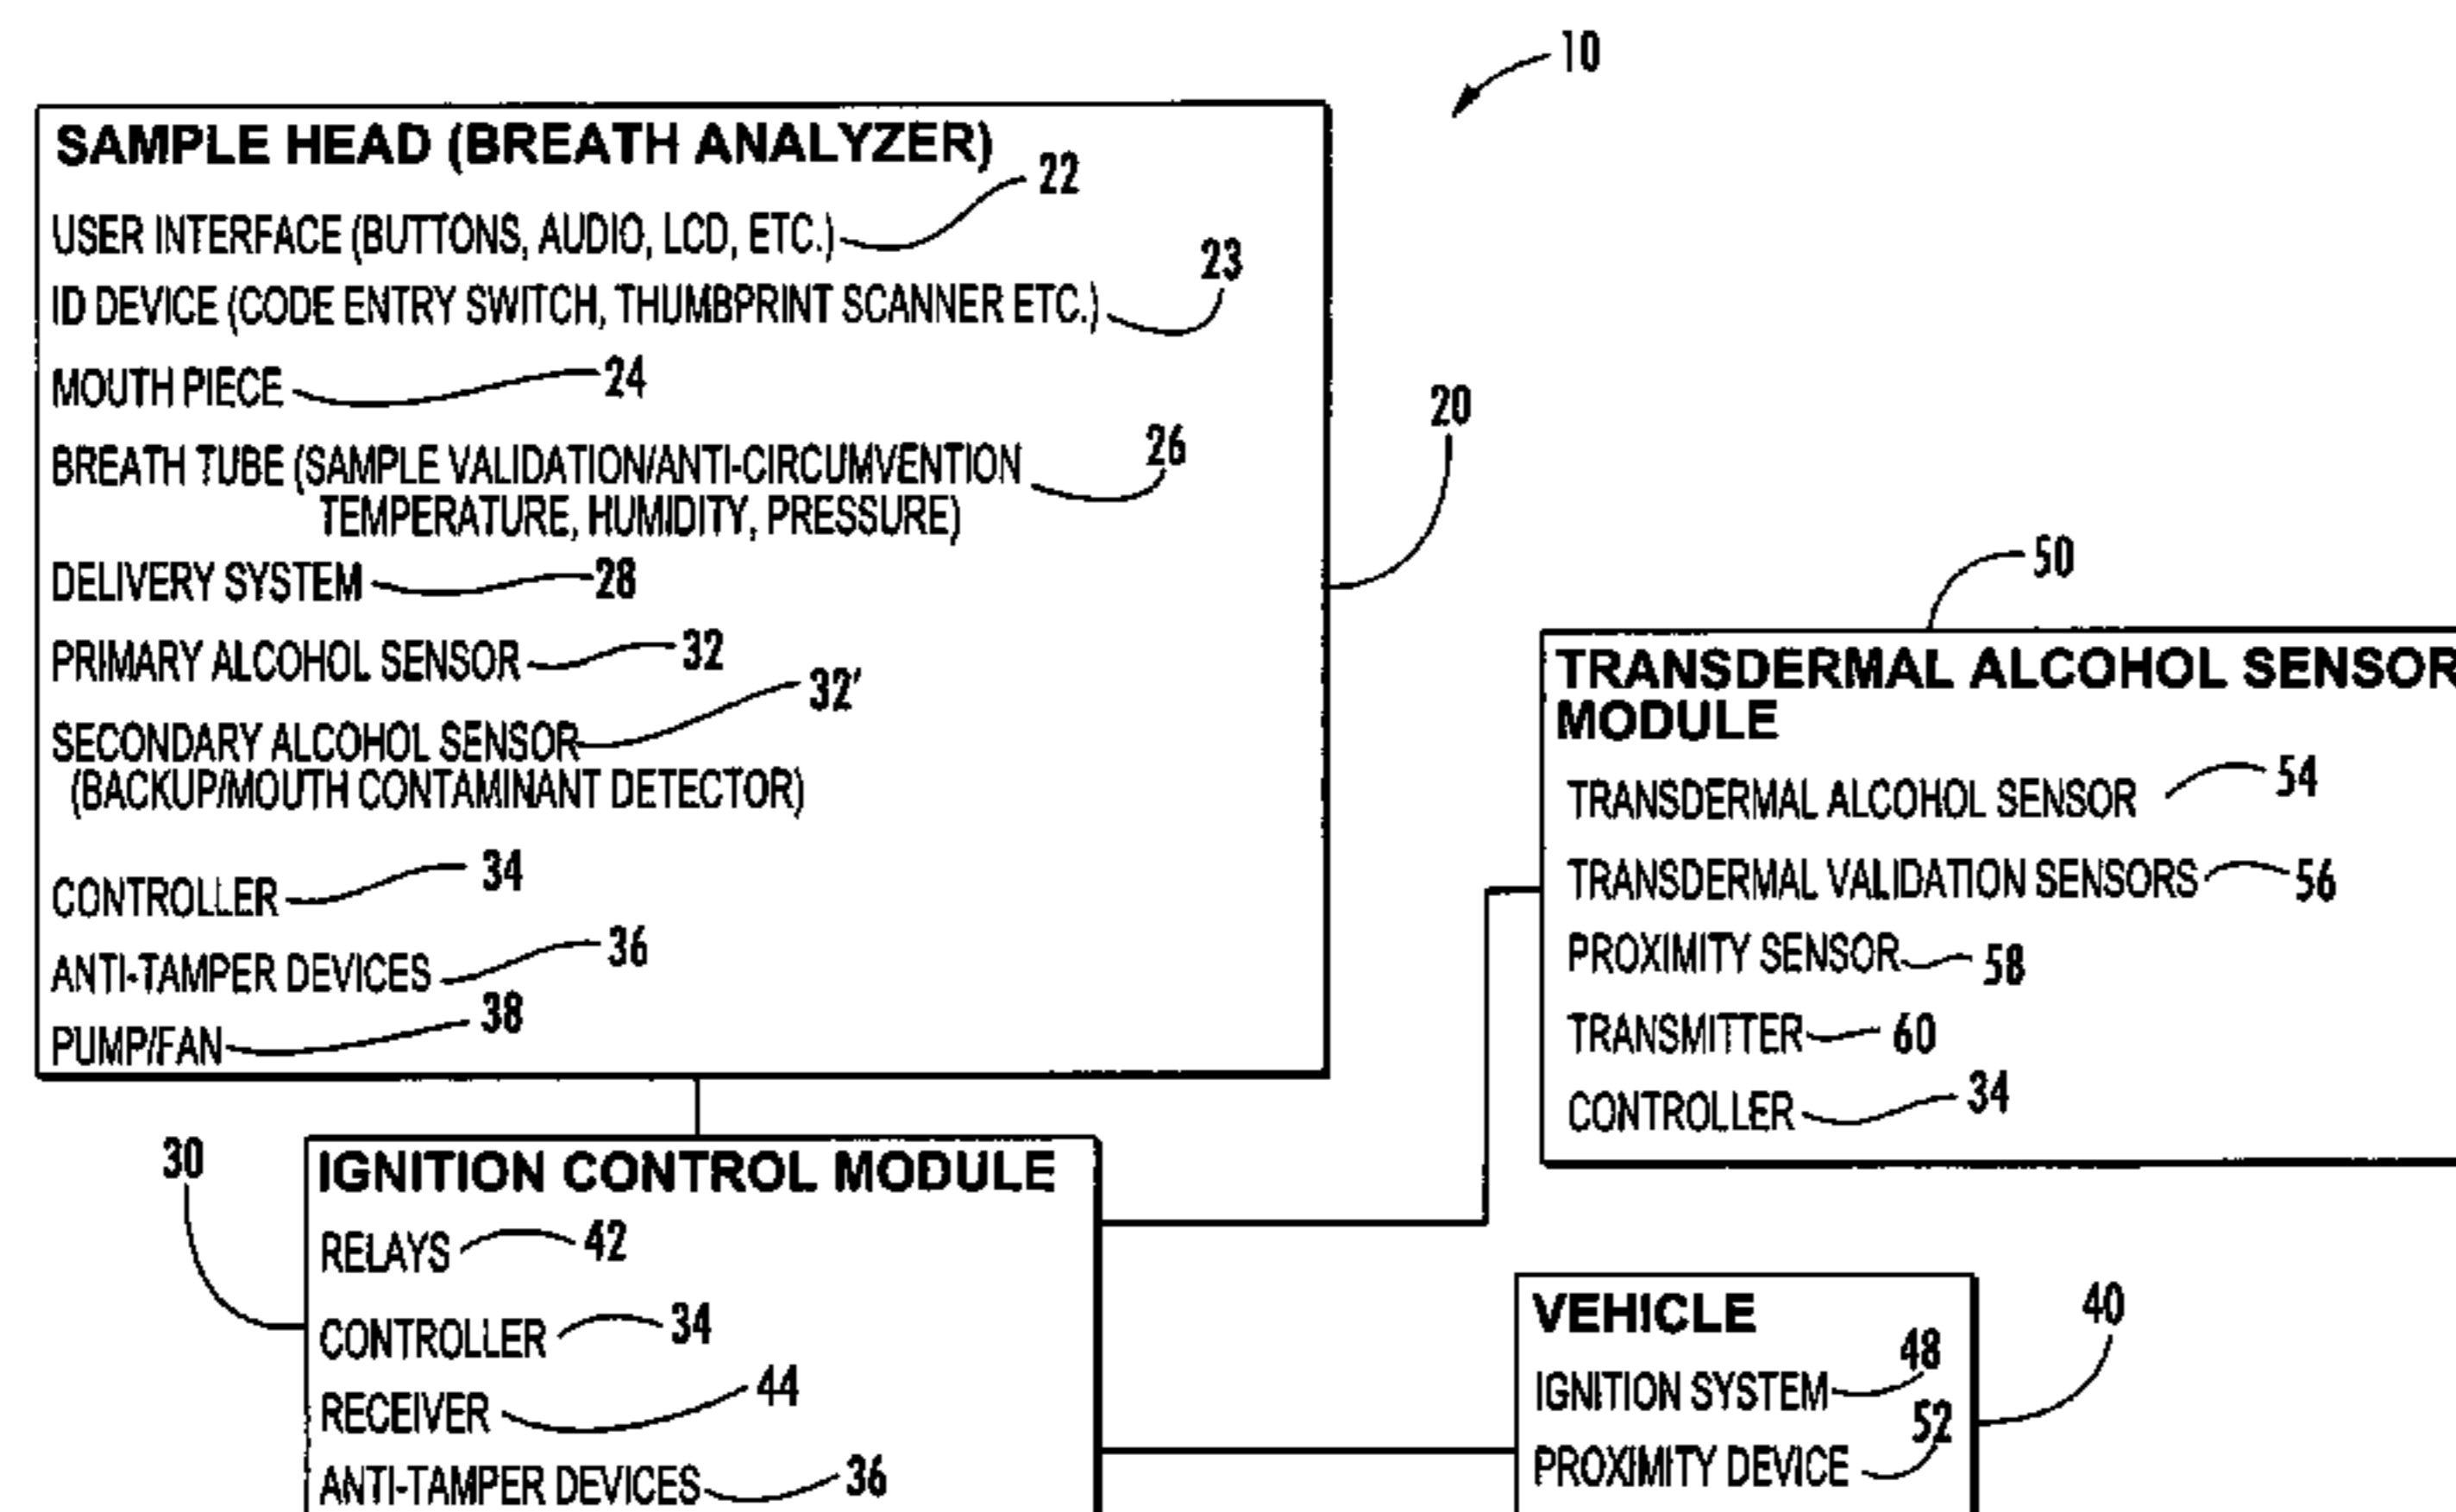 10
SAMPLE HEAD (BREATH ANALYZER)
USER INTERFACE (BUTTONS, AUDIO, LCD, ETC.) 22
ID DEVICE (CODE ENTRY SWITCH, THUMBPRINT SCANNER ETC.) 23
MOUTH PIECE 24
BREATH TUBE (SAMPLE VALIDATION/ANTI-CIRCUMVENTION 26
TEMPERATURE, HUMIDITY, PRESSURE)
DELIVERY SYSTEM 28
PRIMARY ALCOHOL SENSOR 32
SECONDARY ALCOHOL SENSOR 32'
(BACKUP/MOUTH CONTAMINANT DETECTOR)
CONTROLLER 34
ANTI-TAMPER DEVICES 36
PUMP/FAN 38
20
50
TRANSDERMAL ALCOHOL SENSOR
MODULE
TRANSDERMAL ALCOHOL SENSOR 54
TRANSDERMAL VALIDATION SENSORS 56
PROXIMITY SENSOR 58
TRANSMITTER 60
CONTROLLER 34
30
IGNITION CONTROL MODULE
RELAYS 42
CONTROLLER 34
RECEIVER 44
ANTI-TAMPER DEVICES 36
VEHICLE
40
IGNITION SYSTEM 48
PROXIMITY DEVICE 52